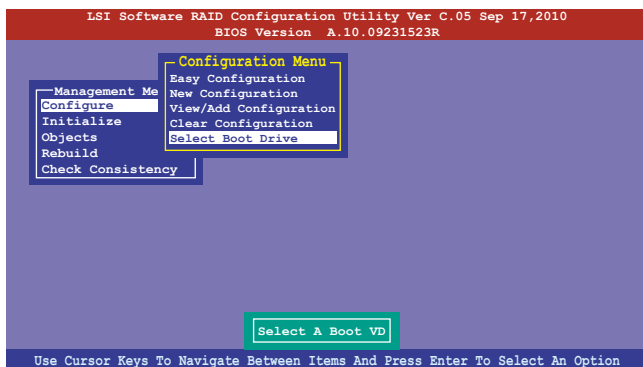 LSI Software RAID Configuration Utility Ver C.05 Sep 17,2010
BIOS Version A.10.09231523R
Configuration Menu
Easy Configuration
New Configuration
View/Add Configuration
Clear Configuration
Select Boot Drive
Management Me
Configure
Initialize
Objects
Rebuild
Check Consistency
Select A Boot VD
Use Cursor Keys To Navigate Between Items And Press Enter To Select An Option